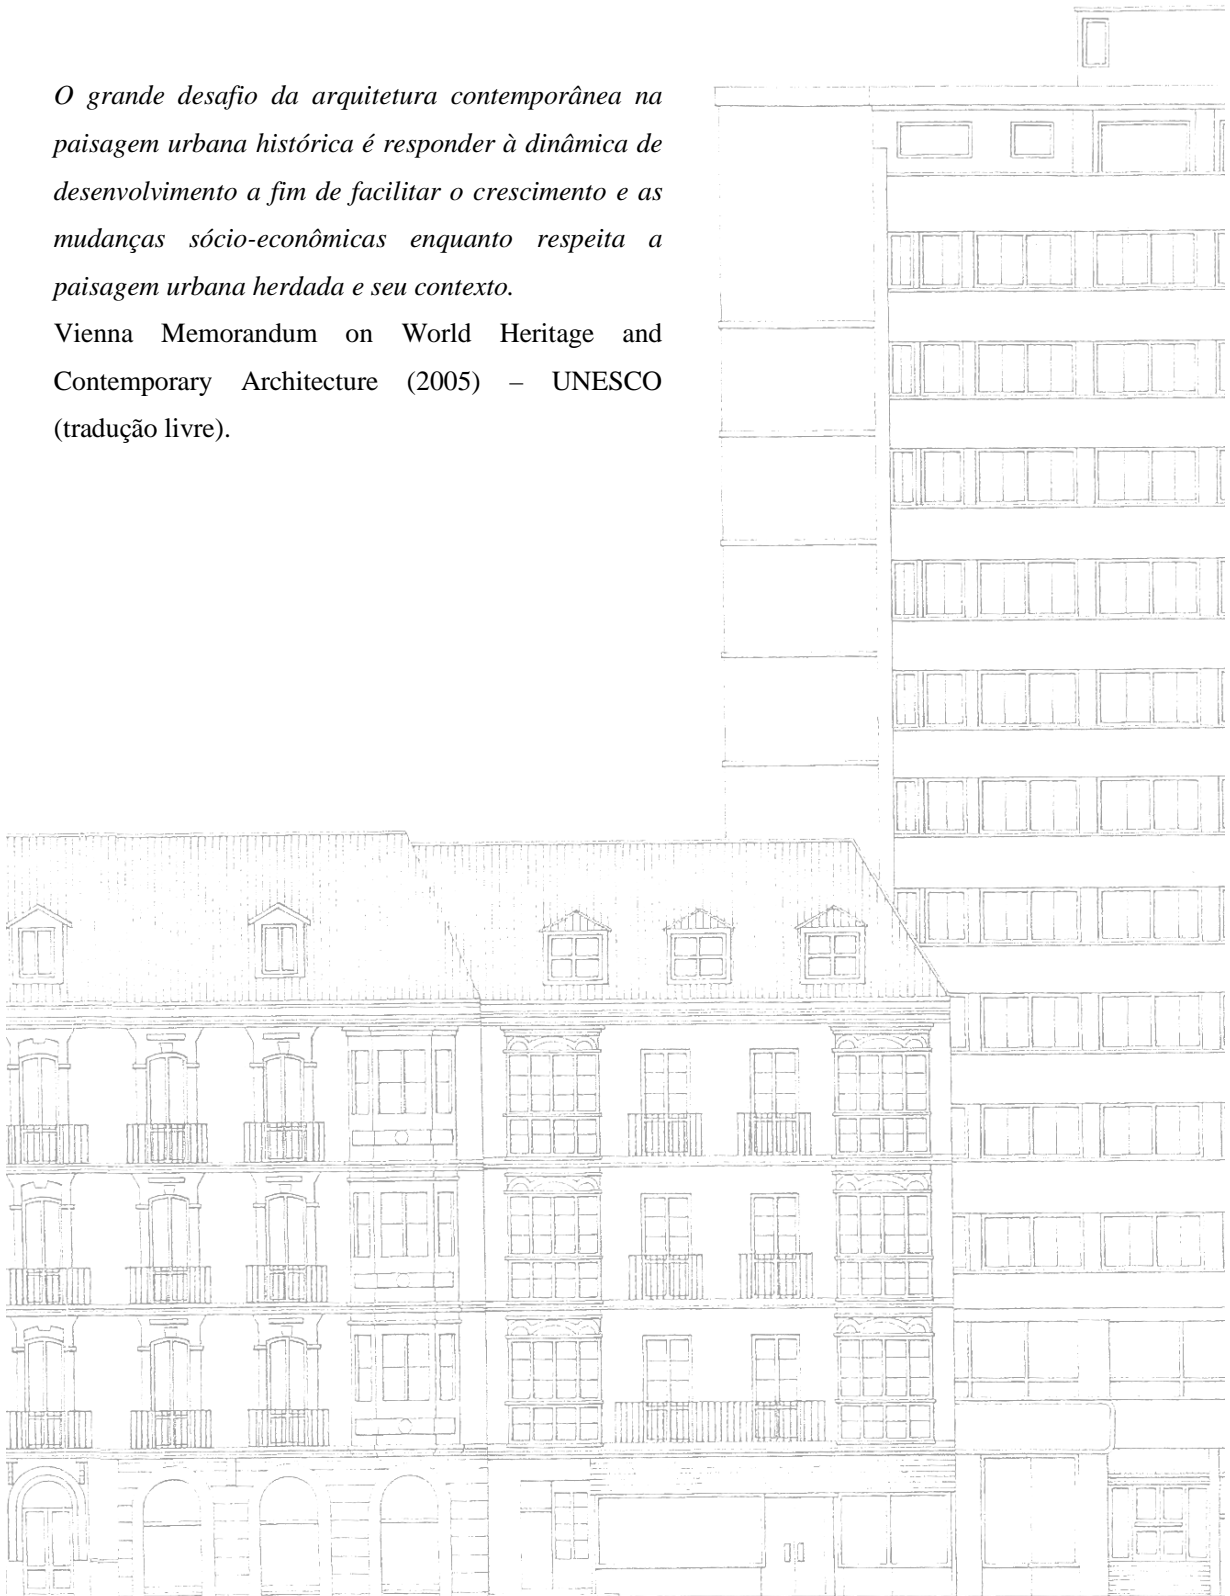 O grande desafio da arquitetura contemporânea na
paisagem urbana histórica é responder à dinâmica de
desenvolvimento a fim de facilitar o crescimento e as
mudanças sócio-econômicas enquanto respeita a
paisagem urbana herdada e seu contexto.
Vienna Memorandum on World Heritage and
Contemporary Architecture (2005) – UNESCO
(tradução livre).